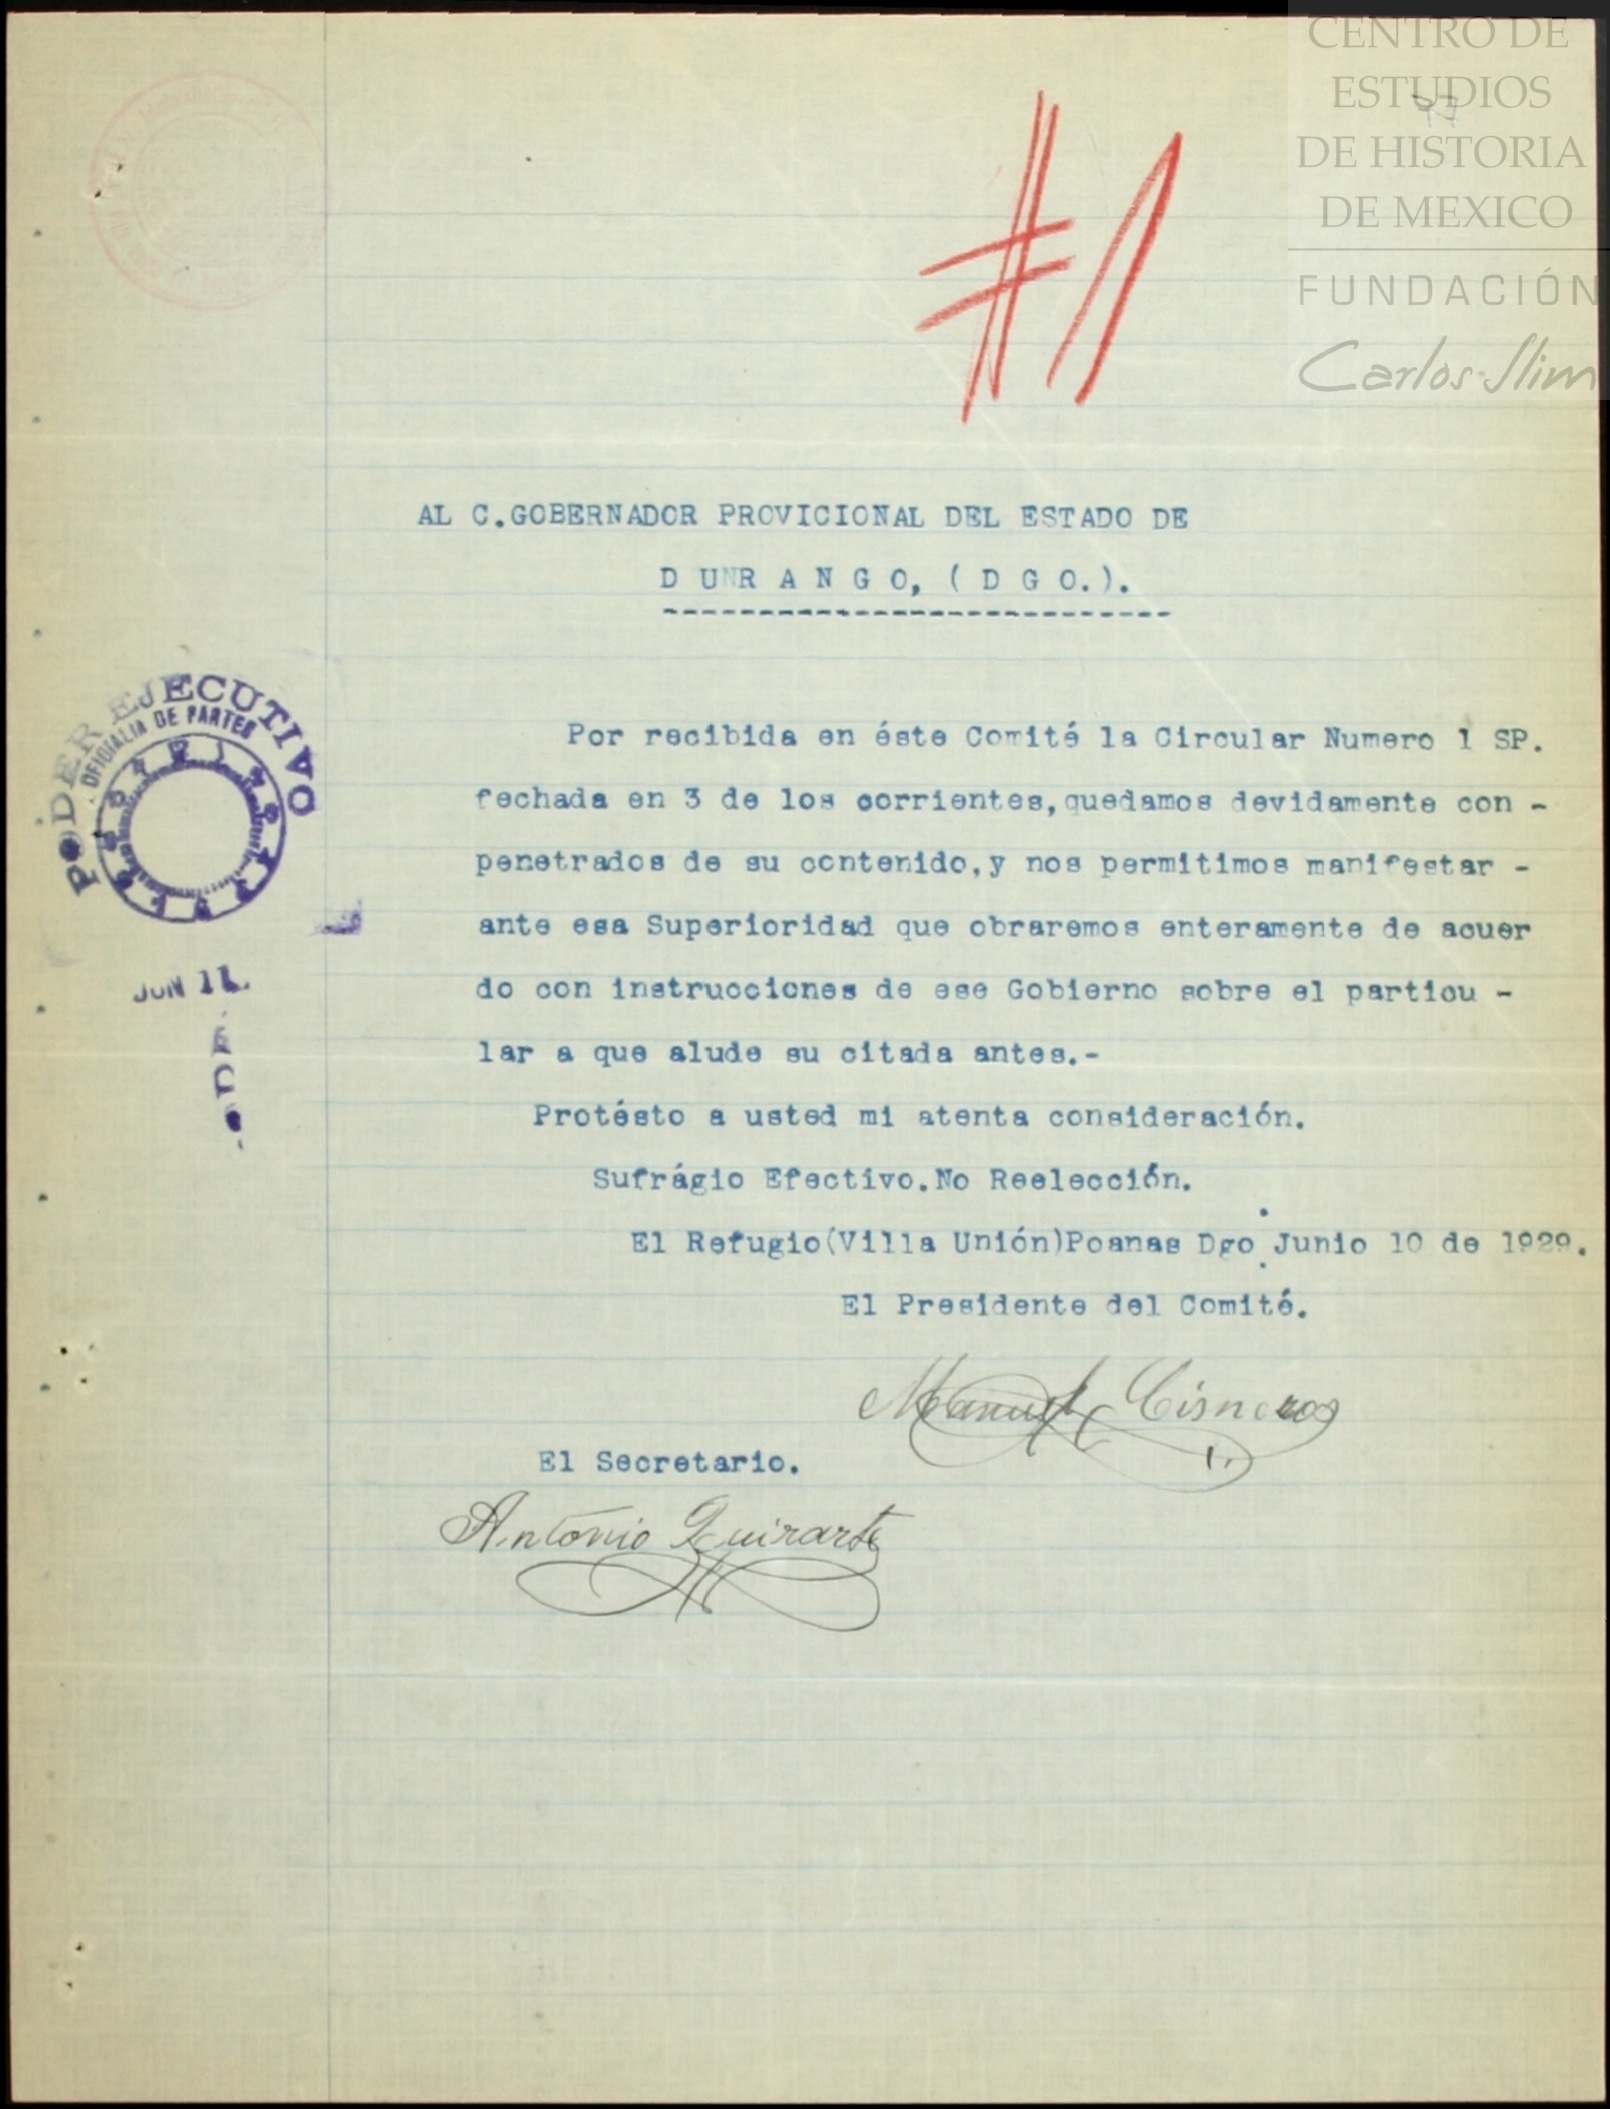 CENTRO DE
ESTUDIOS
DE HISTORIA
DE MEXICO
FUNDACIÓN
Carlos Slim
#1
AL C.GOBERNADOR PROVICIONAL DEL ESTADO DE
D UNR A N G O, ( D G O.).
PODER EJECUTIVO
OFICIALIA DE PARTES
JUN 11
Por recibida en éste Comité la Circular Numero 1 SP.
fechada en 3 de los corrientes,quedamos devidamente con -
penetrados de su contenido,y nos permitimos manifestar -
ante esa Superioridad que obraremos enteramente de acuer
do con instrucciones de ese Gobierno sobre el particu -
lar a que alude su citada antes.-
Protésto a usted mi atenta consideración.
Sufrágio Efectivo.No Reelección.
El Refugio(Villa Unión)Poanas Dgo Junio 10 de 1929.
El Presidente del Comité.
Manuel Cisneros
El Secretario.
Antonio Quirarte